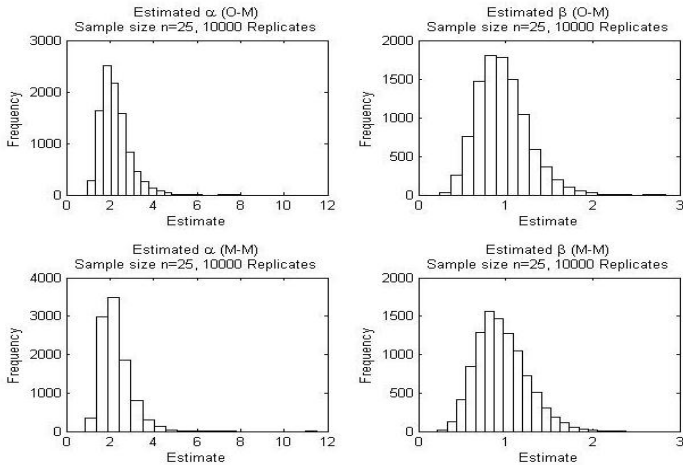 Estimated α (O-M)
Sample size n=25, 10000 Replicates
3000
2000
1000
0
Frequency
0 2 4 6 8 10 12
Estimate
Estimated β (O-M)
Sample size n=25, 10000 Replicates
2000
1500
1000
500
0
Frequency
0 1 2 3
Estimate
Estimated α (M-M)
Sample size n=25, 10000 Replicates
4000
3000
2000
1000
0
Frequency
0 2 4 6 8 10 12
Estimate
Estimated β (M-M)
Sample size n=25, 10000 Replicates
2000
1500
1000
500
0
Frequency
0 1 2 3
Estimate